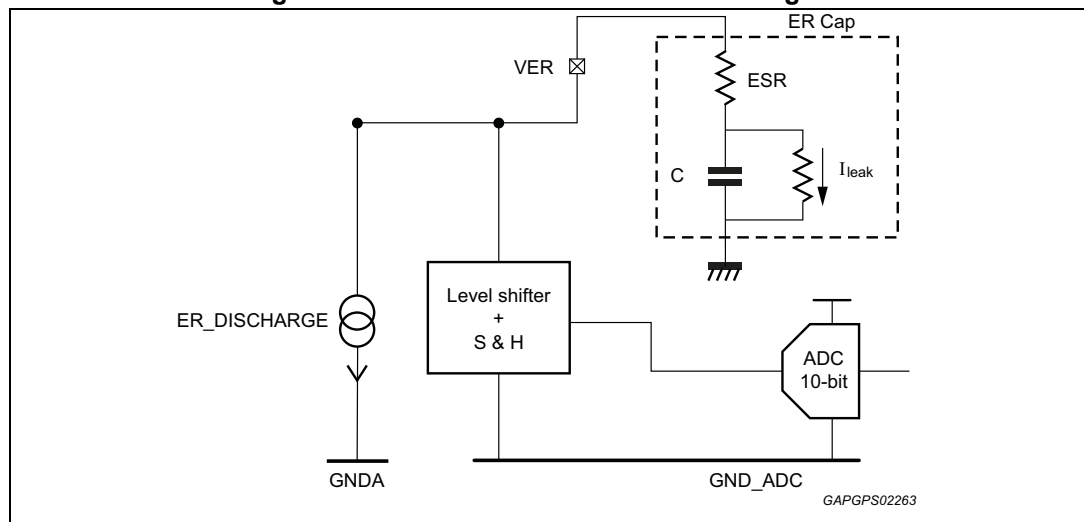 ER Cap
VER
ESR
C
Ileak
ER_DISCHARGE
Level shifter
+
S & H
ADC
10-bit
GNDA
GND_ADC
GAPGPS02263